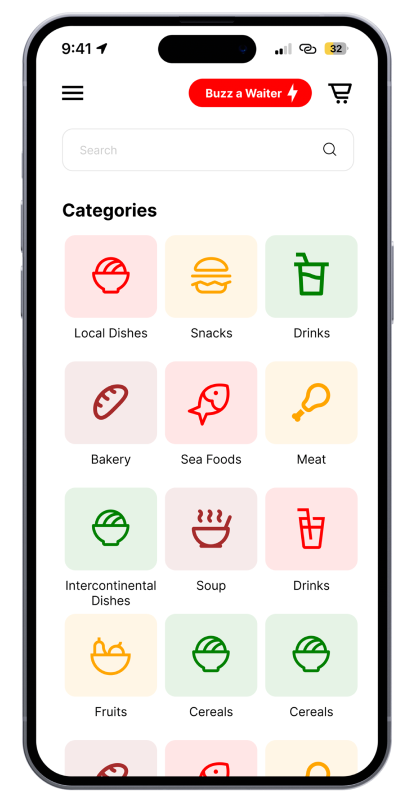 9:41
32
Buzz a Waiter
Search
Categories
Local Dishes
Snacks
Drinks
Bakery
Sea Foods
Meat
Intercontinental
Dishes
Soup
Drinks
Fruits
Cereals
Cereals